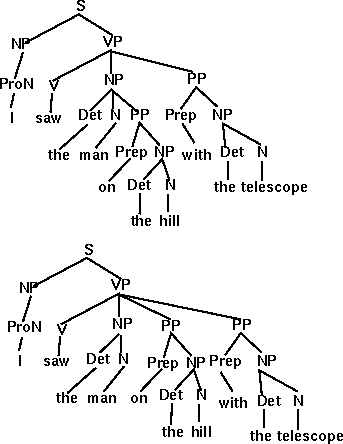 S
NP VP
ProN V NP PP
I saw Det N PP Prep NP
the man Prep NP with Det N
on Det N the telescope
the hill
S
NP VP
ProN V NP PP PP
I saw Det N Prep NP Prep NP
the man on Det N with Det N
the hill the telescope